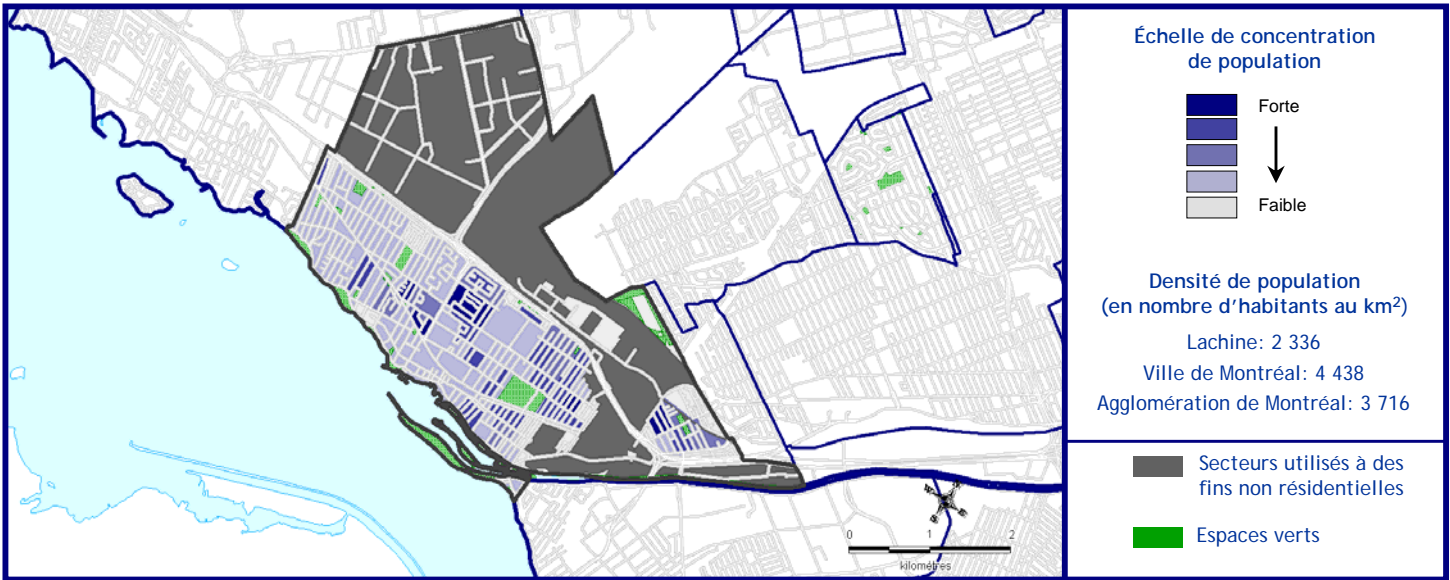 Échelle de concentration
de population
Forte
Faible
Densité de population
(en nombre d'habitants au km²)
Lachine: 2 336
Ville de Montréal: 4 438
Agglomération de Montréal: 3 716
Secteurs utilisés à des
fins non résidentielles
Espaces verts
0 1 2
kilomètres